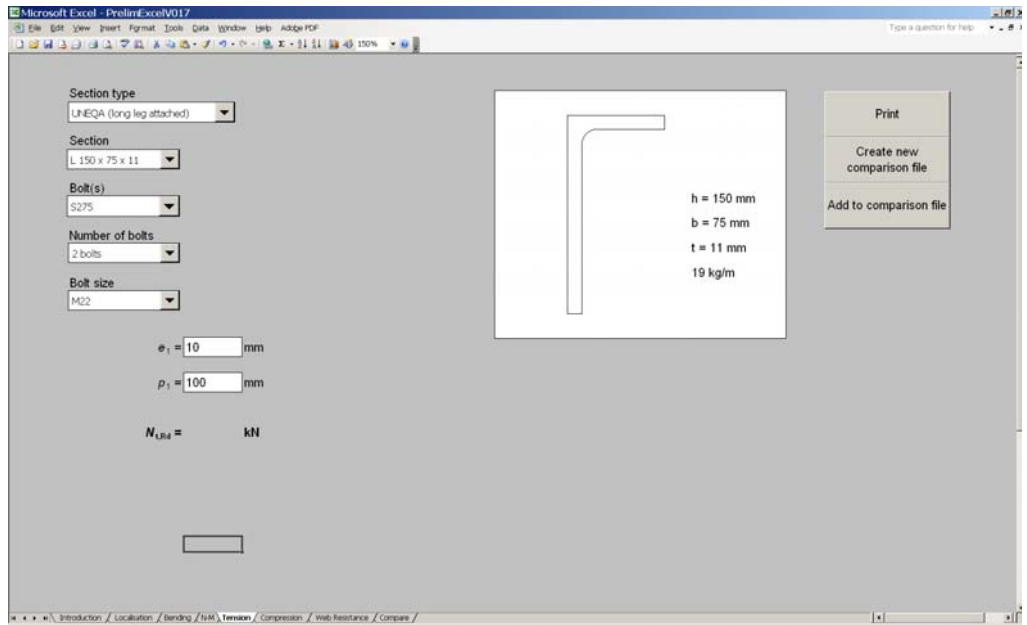 Microsoft Excel - PrelimExcelV017
File Edit View Insert Format Tools Data Window Help Adobe PDF
Type a question for help
150%
Section type
UNEQA (long leg attached)
Section
L 150 x 75 x 11
Bolt(s)
S275
Number of bolts
2 bolts
Bolt size
M22
e1 = 10 mm
p1 = 100 mm
Nt,Rd = kN
h = 150 mm
b = 75 mm
t = 11 mm
19 kg/m
Print
Create new
comparison file
Add to comparison file
Introduction / Localisation / Bending / N-M \ Tension / Compression / Web Resistance / Compare /